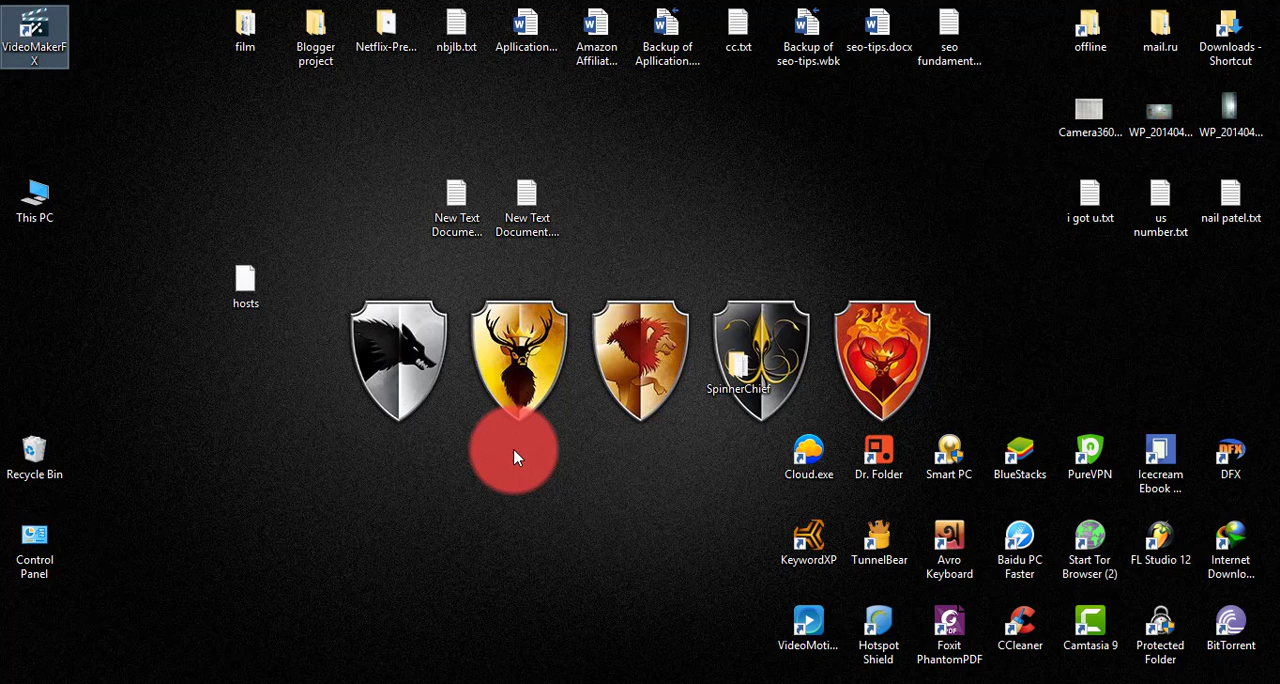 VideoMakerF
X
film
Blogger
project
Netflix-Pre...
nbjlb.txt
Apllication...
Amazon
Affiliat...
Backup of
Apllication....
cc.txt
Backup of
seo-tips.wbk
seo-tips.docx
seo
fundament...
offline
mail.ru
Downloads -
Shortcut
Camera360...
WP_201404...
WP_201404...
This PC
New Text
Docume...
New Text
Document....
i got u.txt
us
number.txt
nail patel.txt
hosts
SpinnerChief
Recycle Bin
Cloud.exe
Dr. Folder
Smart PC
BlueStacks
PureVPN
Icecream
Ebook ...
DFX
Control
Panel
KeywordXP
TunnelBear
Avro
Keyboard
Baidu PC
Faster
Start Tor
Browser (2)
FL Studio 12
Internet
Downlo...
VideoMoti...
Hotspot
Shield
Foxit
PhantomPDF
CCleaner
Camtasia 9
Protected
Folder
BitTorrent